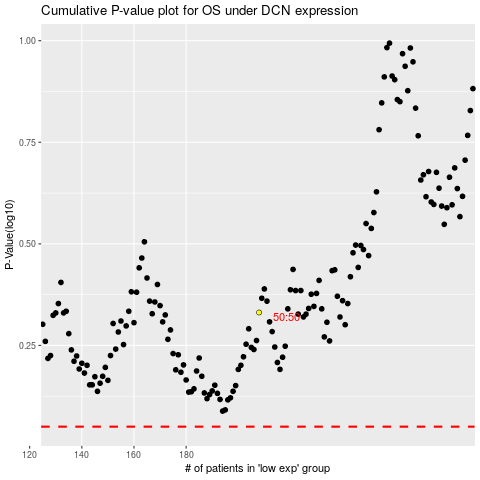 Cumulative P-value plot for OS under DCN expression
1.00
0.75
0.50
0.25
P-Value(log10)
50:50
120 140 160 180
# of patients in 'low exp' group